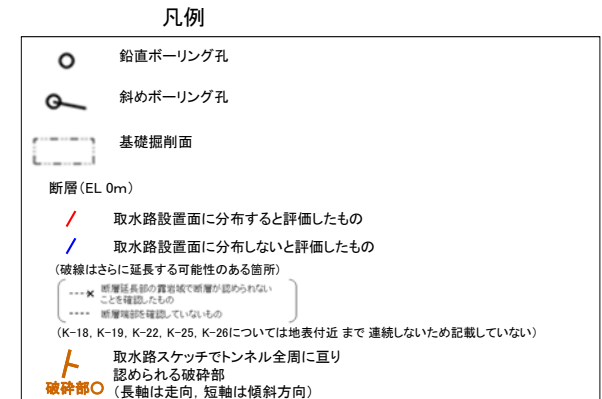 凡例
鉛直ボーリング孔
斜めボーリング孔
基礎掘削面
断層(EL 0m)
取水路設置面に分布すると評価したもの
取水路設置面に分布しないと評価したもの
(破線はさらに延長する可能性のある箇所)
断層延長部の露岩域で断層が認められない
ことを確認したもの
断層端部を確認していないもの
(K-18, K-19, K-22, K-25, K-26については地表付近 まで 連続しないため記載していない)
取水路スケッチでトンネル全周に亘り
認められる破砕部
破砕部〇 (長軸は走向, 短軸は傾斜方向)